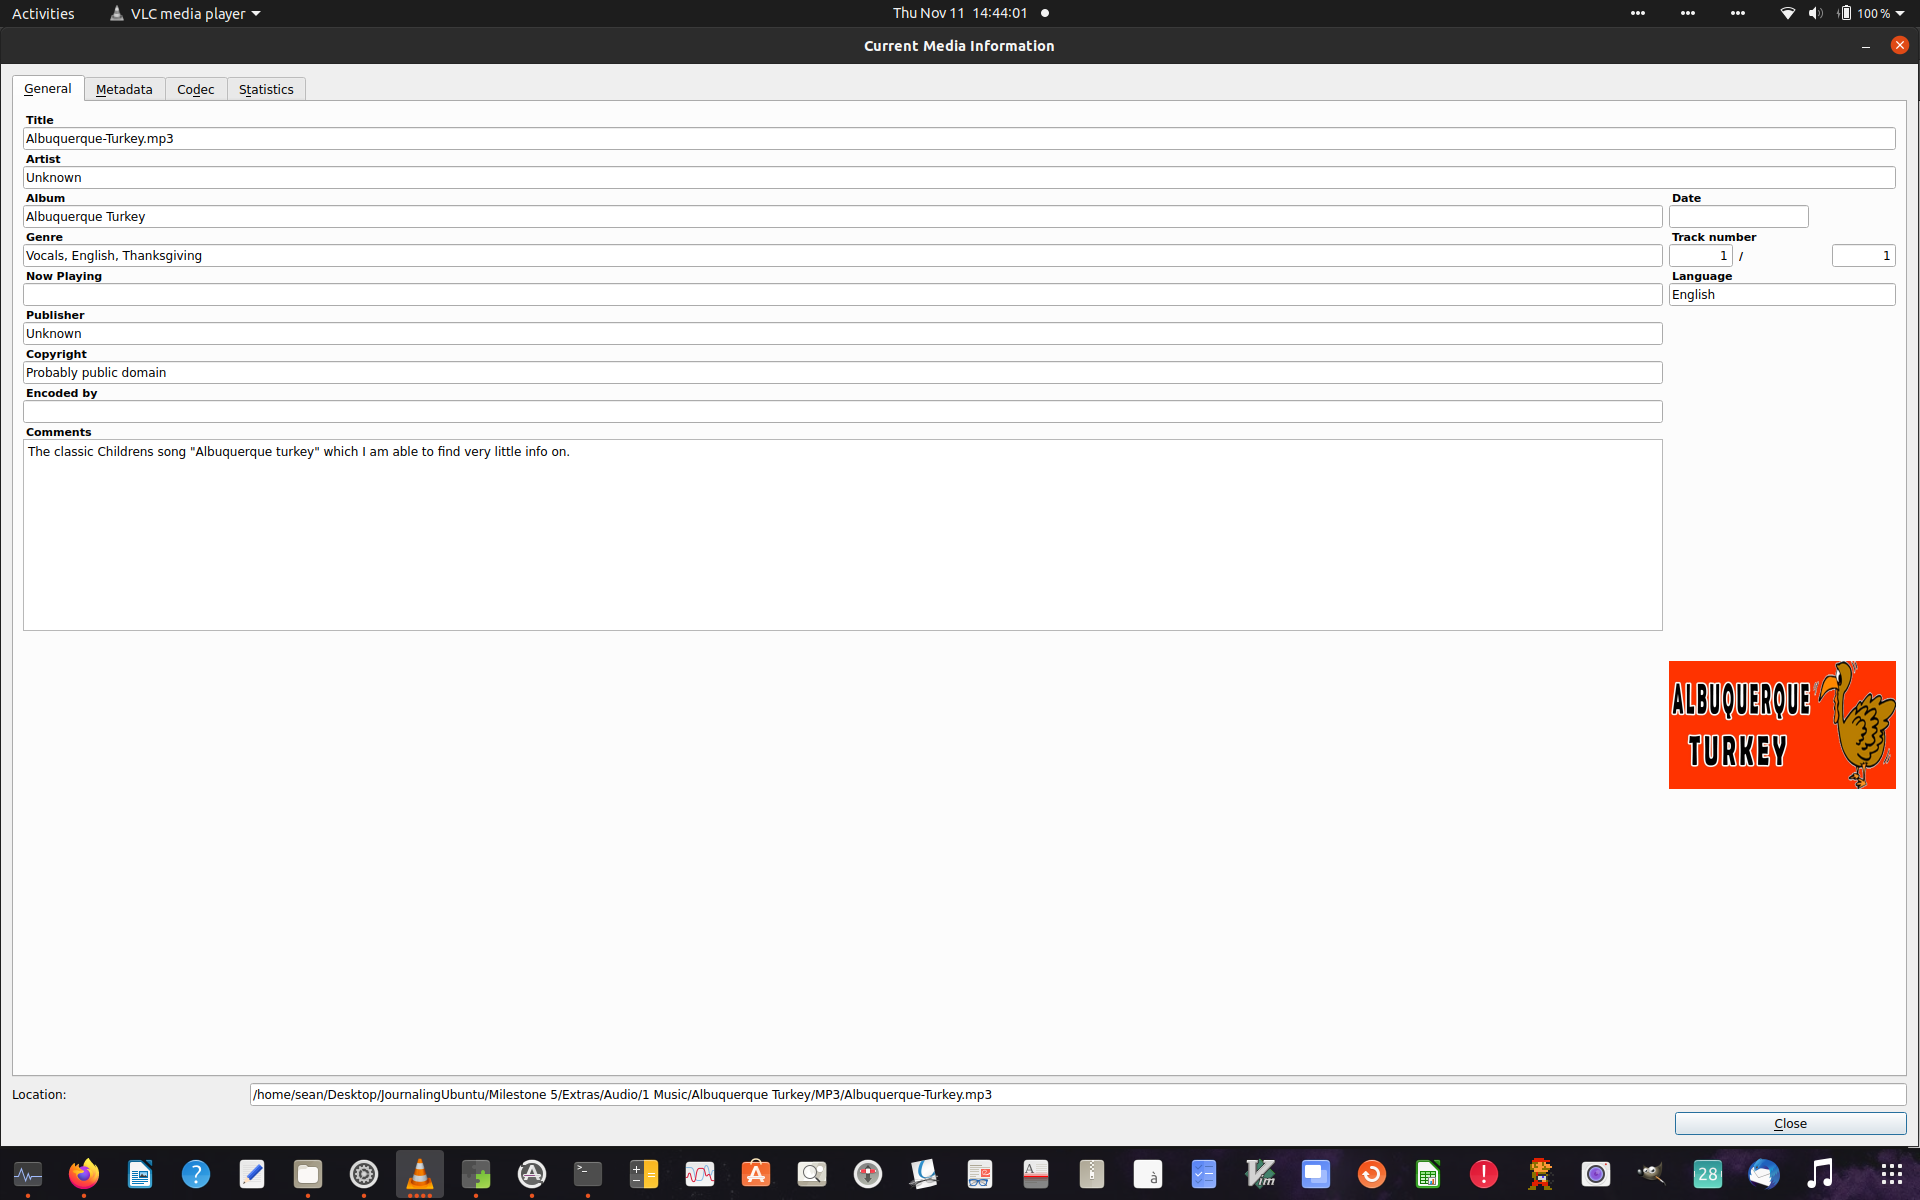 Activities VLC media player Thu Nov 11 14:44:01 100 %
Current Media Information
General Metadata Codec Statistics
Title
Albuquerque-Turkey.mp3
Artist
Unknown
Album Date
Albuquerque Turkey
Genre Track number
Vocals, English, Thanksgiving 1 / 1
Now Playing Language
English
Publisher
Unknown
Copyright
Probably public domain
Encoded by
Comments
The classic Childrens song "Albuquerque turkey" which I am able to find very little info on.
ALBUQUERQUE
TURKEY
Location: /home/sean/Desktop/JournalingUbuntu/Milestone 5/Extras/Audio/1 Music/Albuquerque Turkey/MP3/Albuquerque-Turkey.mp3
Close
? >_ A à Vim ! 28